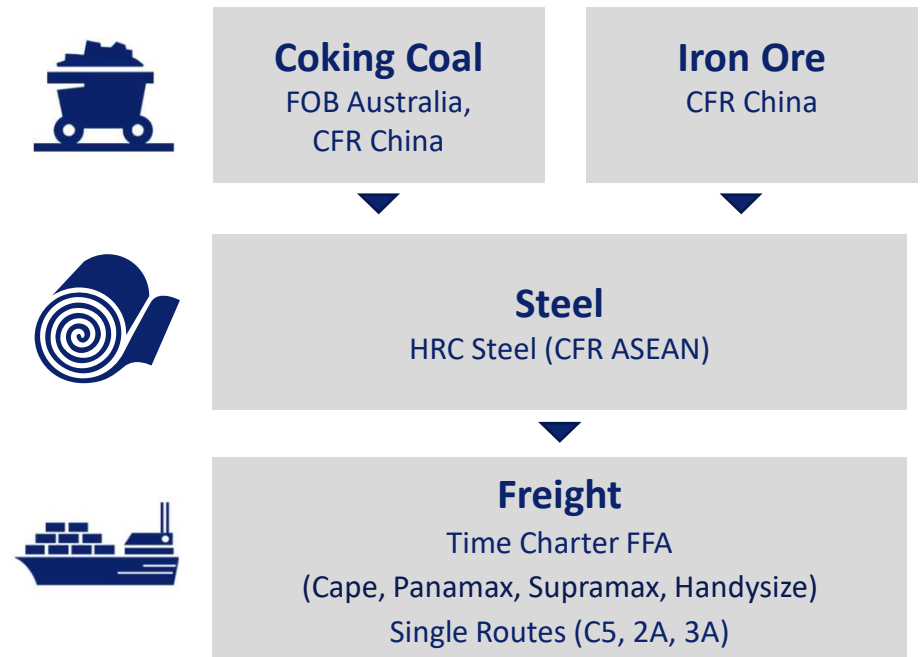 Coking Coal
FOB Australia,
CFR China
Iron Ore
CFR China
Steel
HRC Steel (CFR ASEAN)
Freight
Time Charter FFA
(Cape, Panamax, Supramax, Handysize)
Single Routes (C5, 2A, 3A)